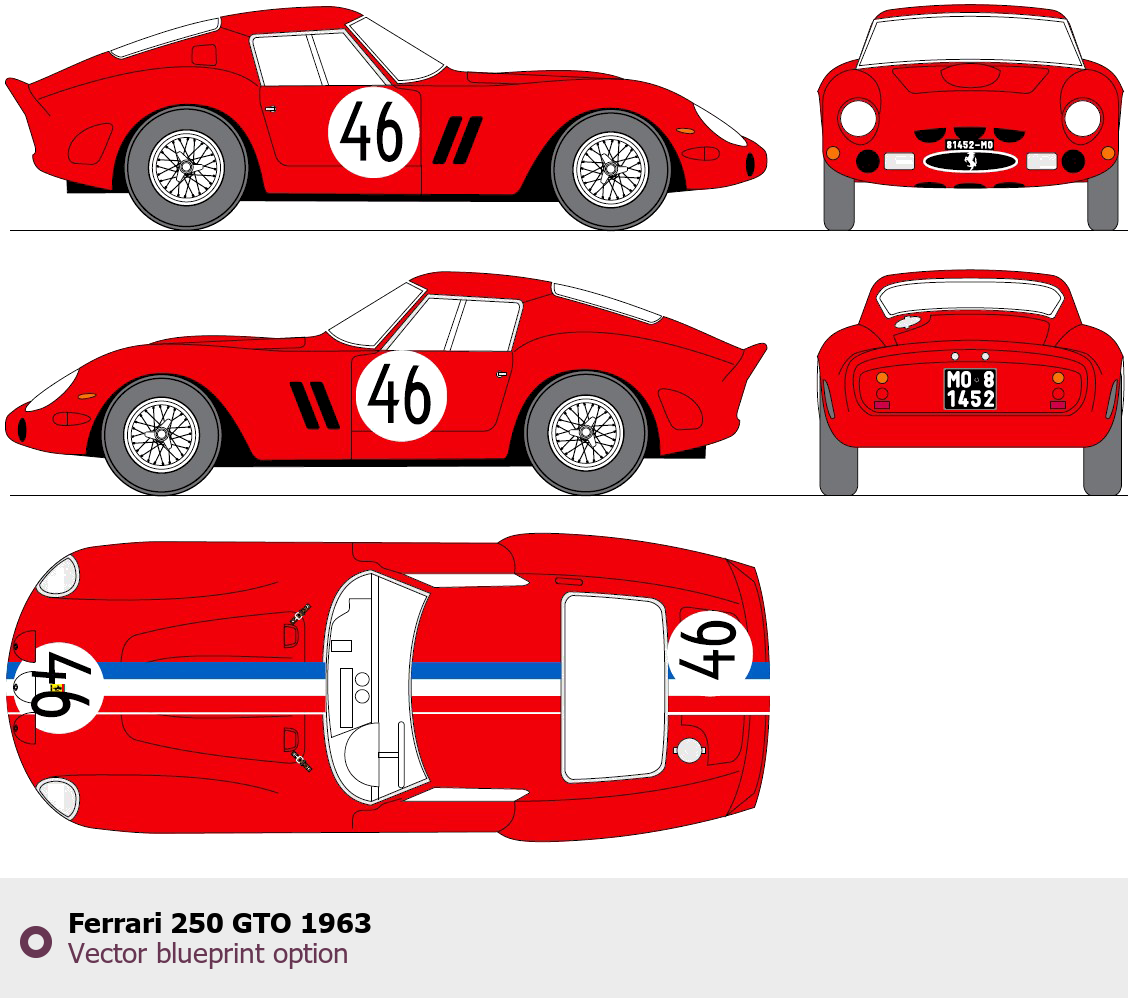 46
81452-MO
46
MO 8
1452
46
46
Ferrari 250 GTO 1963
Vector blueprint option